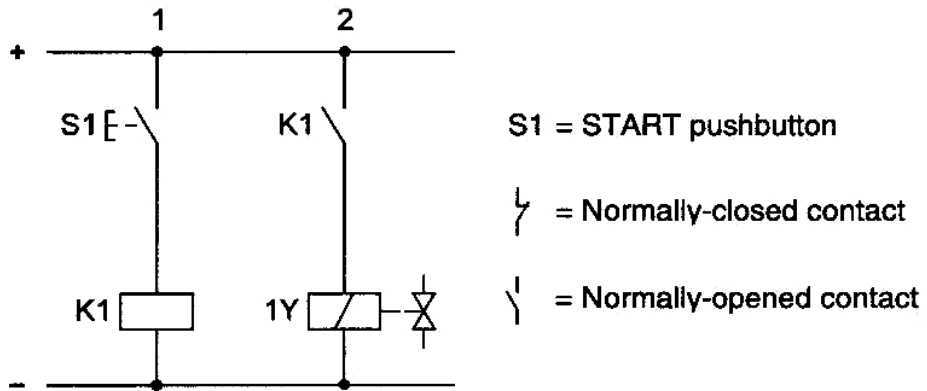 1 2
+
S1 K1
S1 = START pushbutton
= Normally-closed contact
= Normally-opened contact
K1 1Y
–